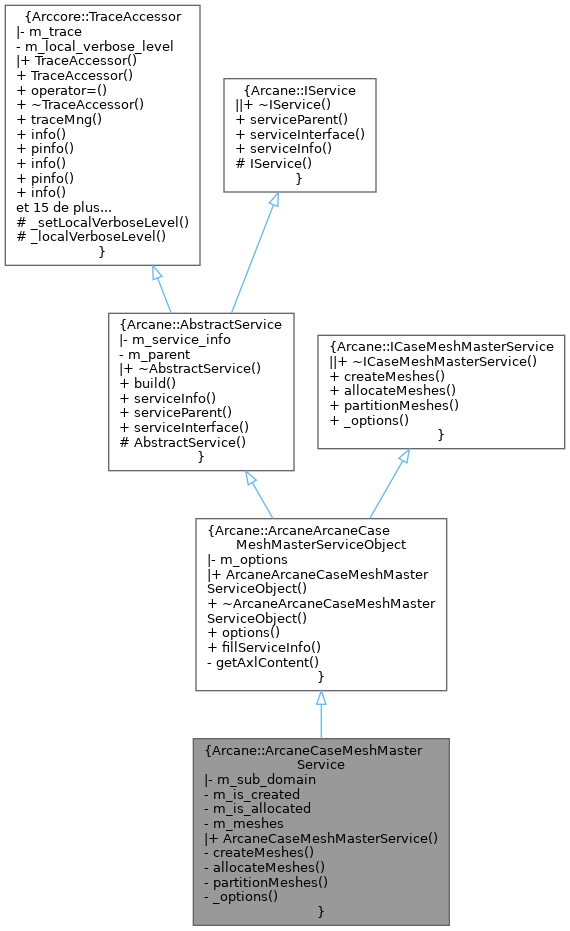 {Arccore::TraceAccessor
|- m_trace
- m_local_verbose_level
|+ TraceAccessor()
+ TraceAccessor()
+ operator=()
+ ~TraceAccessor()
+ traceMng()
+ info()
+ pinfo()
+ info()
+ pinfo()
+ info()
et 15 de plus...
# _setLocalVerboseLevel()
# _localVerboseLevel()
}
{Arcane::IService
||+ ~IService()
+ serviceParent()
+ serviceInterface()
+ serviceInfo()
# IService()
}
{Arcane::AbstractService
|- m_service_info
- m_parent
|+ ~AbstractService()
+ build()
+ serviceInfo()
+ serviceParent()
+ serviceInterface()
# AbstractService()
}
{Arcane::ICaseMeshMasterService
||+ ~ICaseMeshMasterService()
+ createMeshes()
+ allocateMeshes()
+ partitionMeshes()
+ _options()
}
{Arcane::ArcaneArcaneCase
MeshMasterServiceObject
|- m_options
|+ ArcaneArcaneCaseMeshMaster
ServiceObject()
+ ~ArcaneArcaneCaseMeshMaster
ServiceObject()
+ options()
+ fillServiceInfo()
- getAxlContent()
}
{Arcane::ArcaneCaseMeshMaster
Service
|- m_sub_domain
- m_is_created
- m_is_allocated
- m_meshes
|+ ArcaneCaseMeshMasterService()
- createMeshes()
- allocateMeshes()
- partitionMeshes()
- _options()
}